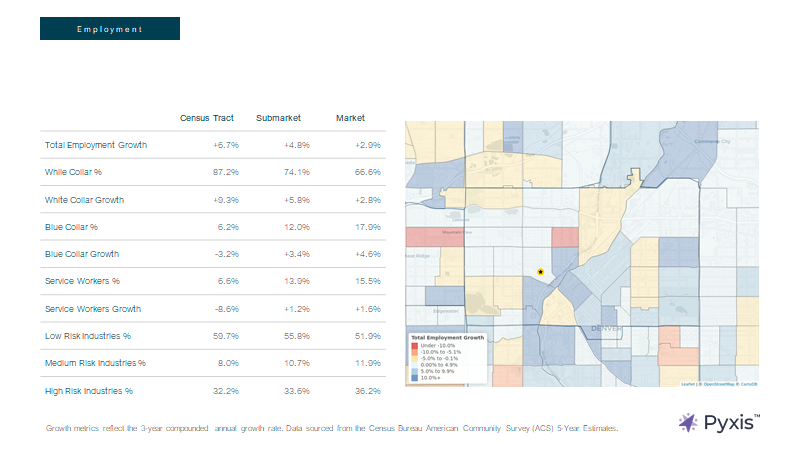 Employment
Census Tract Submarket Market
Total Employment Growth +6.7% +4.8% +2.9%
While Collar % 87.2% 74.1% 66.6%
White Collar Growth +9.3% +5.8% +2.8%
Blue Collar % 6.2% 12.0% 17.9%
Blue Collar Growth -3.2% +3.4% +4.6%
Service Workers % 6.6% 13.9% 15.5%
Service Workers Growth -8.6% +1.2% +1.6%
Low Risk Industries % 59.7% 55.8% 51.9%
Medium Risk Industries % 8.0% 10.7% 11.9%
High Risk Industries % 32.2% 33.6% 36.2%
Commerce City
Mountain View
Edgewater
DENVER
Total Employment Growth
Under -10.0%
-10.0% to -5.1%
-5.0% to -0.1%
0.00% to 4.9%
5.0% to 9.9%
10.0%+
Leaflet | © OpenStreetMap © CartoDB
Growth metrics reflect the 3-year compounded annual growth rate. Data sourced from the Census Bureau American Community Survey (ACS) 5-Year Estimates.
Pyxis™